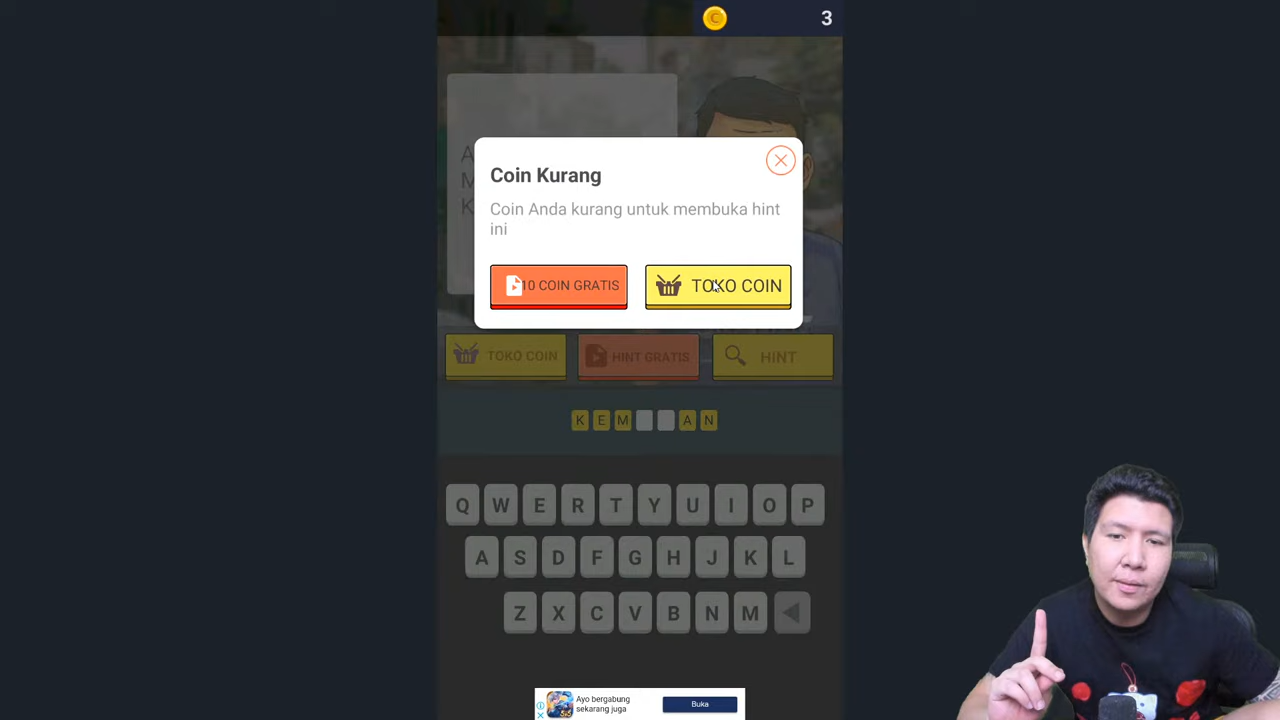 3
A
M
K
Coin Kurang
Coin Anda kurang untuk membuka hint
ini
10 COIN GRATIS
TOKO COIN
TOKO COIN
HINT GRATIS
HINT
K E M A N
Q W E R T Y U I O P
A S D F G H J K L
Z X C V B N M
Ayo bergabung
sekarang juga
Buka